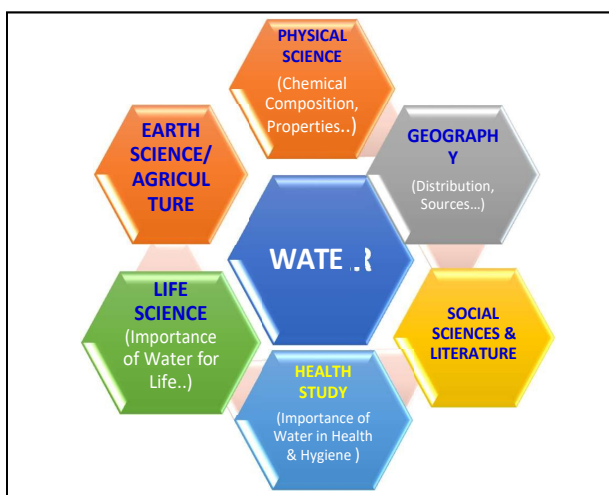 PHYSICAL
SCIENCE
(Chemical
Composition,
Properties..)
EARTH
SCIENCE/
AGRICUL
TURE
GEOGRAPH
Y
(Distribution,
Sources...)
WATE .R
LIFE
SCIENCE
(Importance
of Water for
Life..)
SOCIAL
SCIENCES &
LITERATURE
HEALTH
STUDY
(Importance of
Water in Health
& Hygiene )